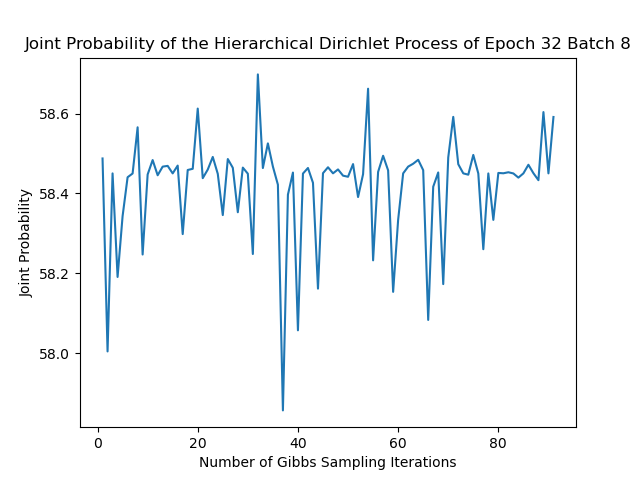 Joint Probability of the Hierarchical Dirichlet Process of Epoch 32 Batch 8
58.6
58.4
58.2
58.0
Joint Probability
0 20 40 60 80
Number of Gibbs Sampling Iterations